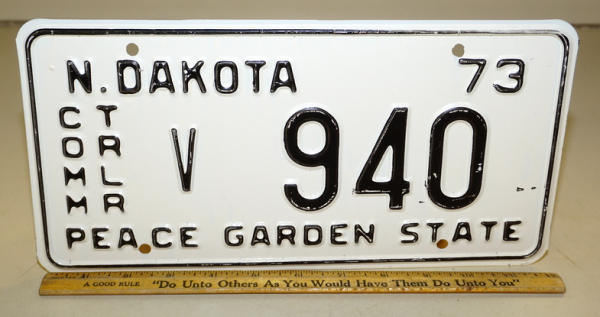 N. DAKOTA 73
COMM TRLR V 940
PEACE GARDEN STATE
A GOOD RULE "Do Unto Others As You Would Have Them Do Unto You"